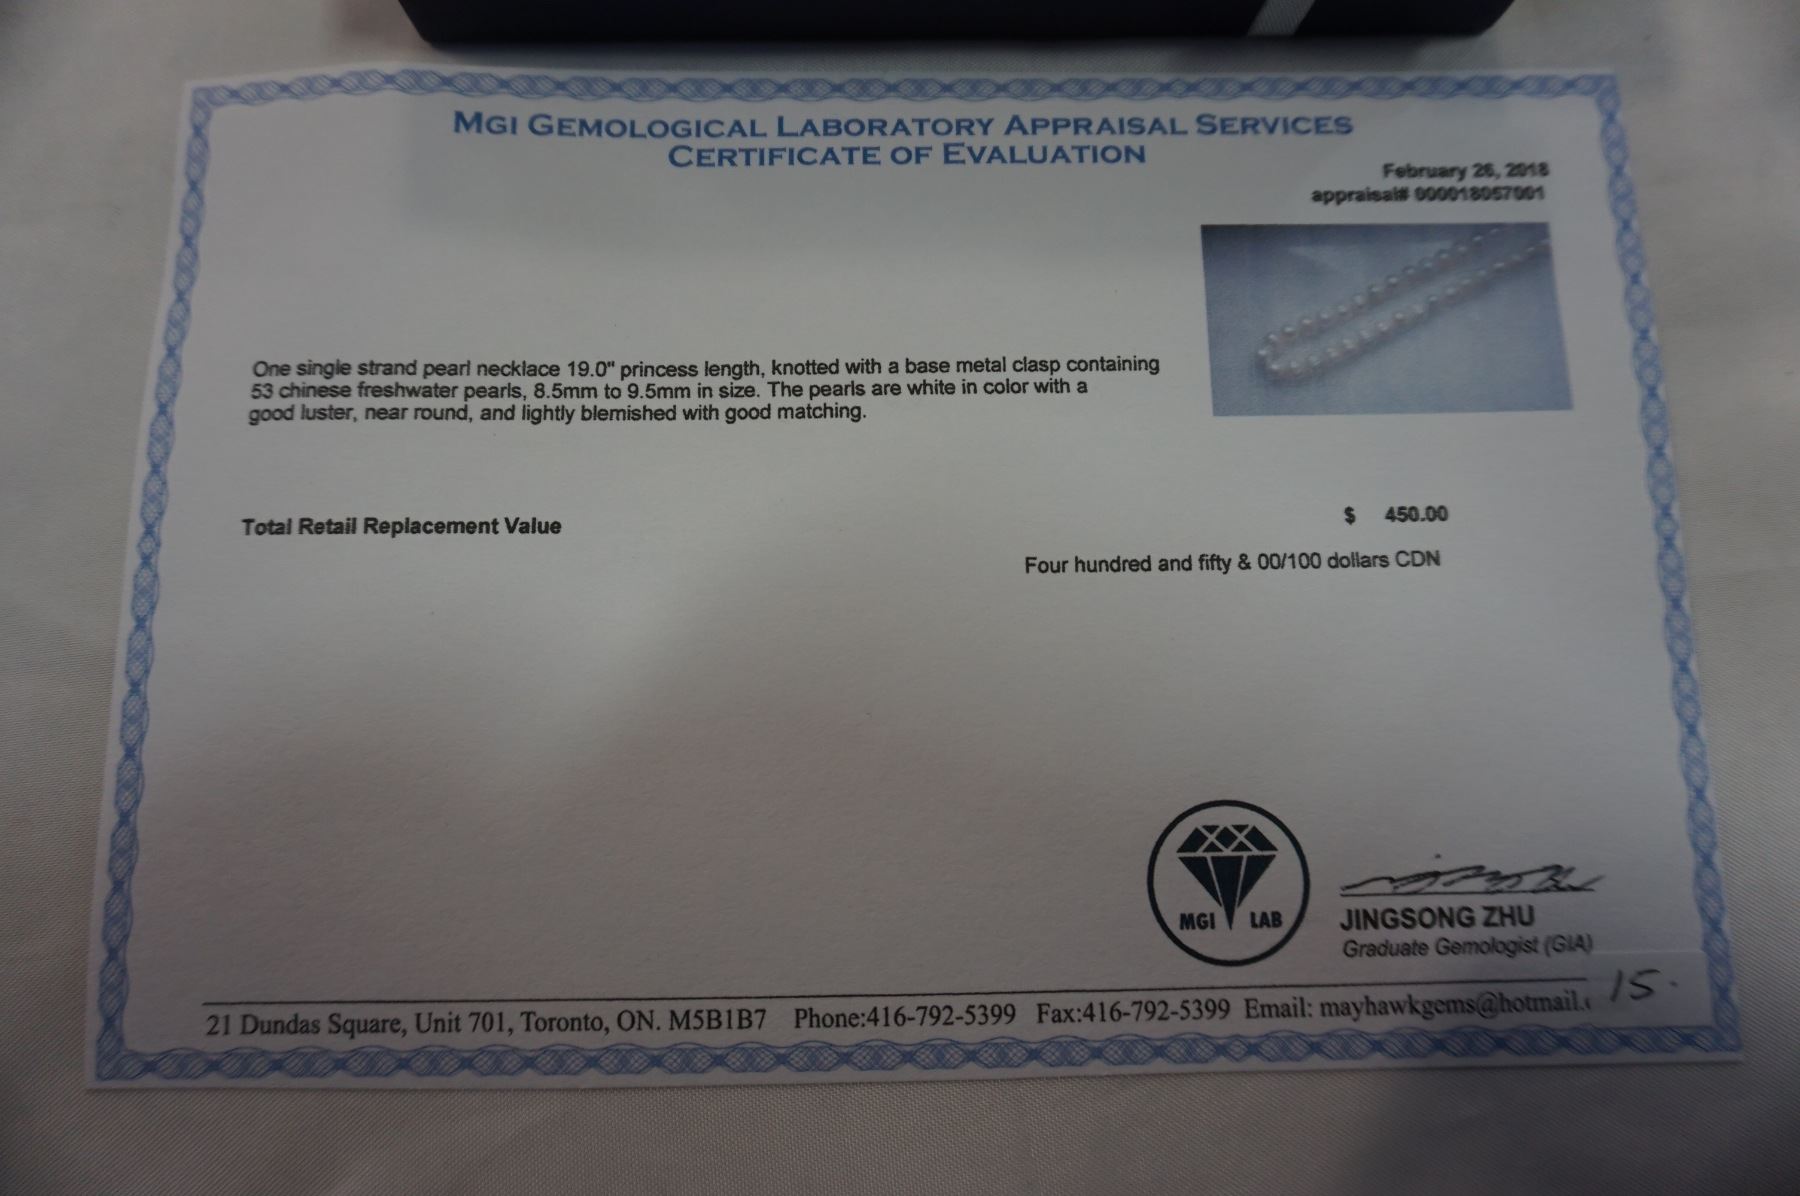 MGI GEMOLOGICAL LABORATORY APPRAISAL SERVICES
CERTIFICATE OF EVALUATION
February 26, 2018
appraisal# 000018057001
One single strand pearl necklace 19.0" princess length, knotted with a base metal clasp containing
53 chinese freshwater pearls, 8.5mm to 9.5mm in size. The pearls are white in color with a
good luster, near round, and lightly blemished with good matching.
Total Retail Replacement Value
$ 450.00
Four hundred and fifty & 00/100 dollars CDN
MGI LAB
JINGSONG ZHU
Graduate Gemologist (GIA)
15.
21 Dundas Square, Unit 701, Toronto, ON. M5B1B7 Phone:416-792-5399 Fax:416-792-5399 Email: mayhawkgems@hotmail.